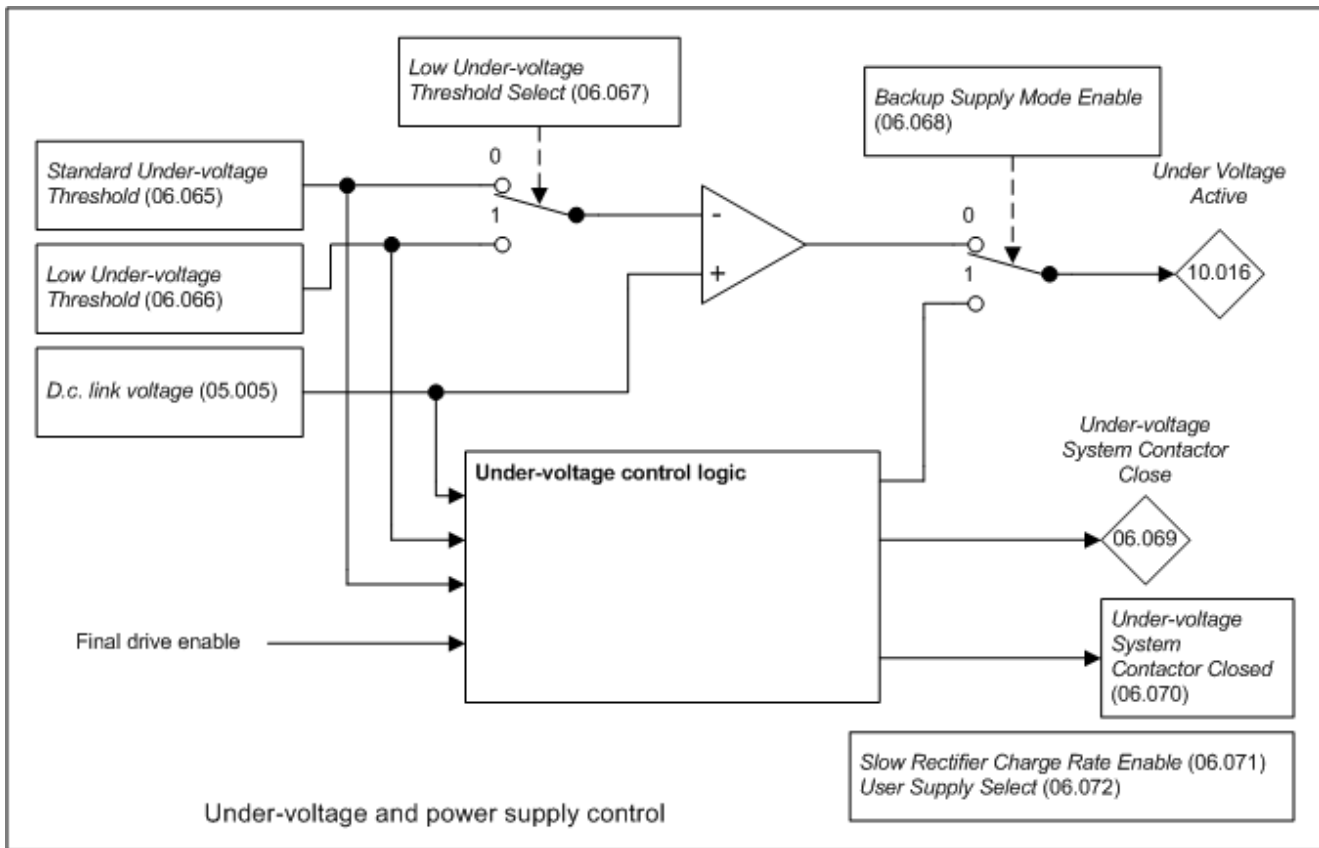 Low Under-voltage
Threshold Select (06.067)
Backup Supply Mode Enable
(06.068)
Standard Under-voltage
Threshold (06.065)
0
1
Low Under-voltage
Threshold (06.066)
-
+
0
1
Under Voltage
Active
10.016
D.c. link voltage (05.005)
Under-voltage control logic
Under-voltage
System Contactor
Close
06.069
Final drive enable
Under-voltage
System
Contactor Closed
(06.070)
Slow Rectifier Charge Rate Enable (06.071)
User Supply Select (06.072)
Under-voltage and power supply control